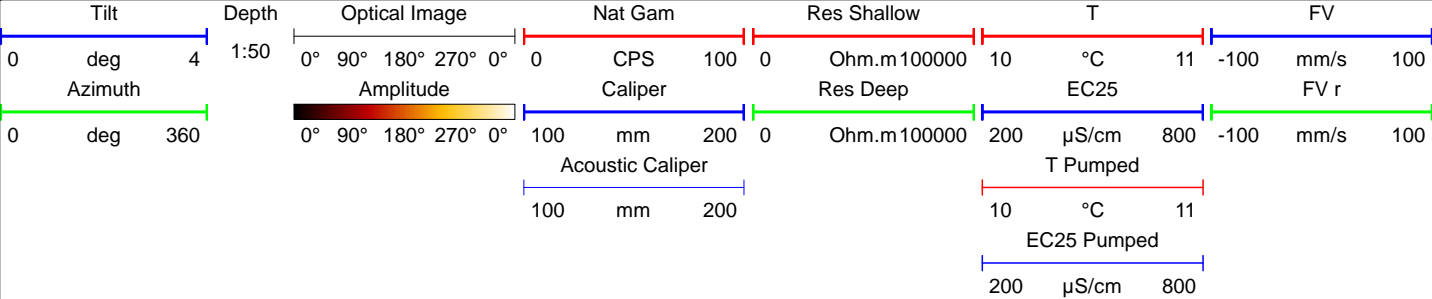 Tilt Depth Optical Image Nat Gam Res Shallow T FV
0 deg 4 1:50 0° 90° 180° 270° 0° 0 CPS 100 0 Ohm.m 100000 10 °C 11 -100 mm/s 100
Azimuth Amplitude Caliper Res Deep EC25 FV r
0 deg 360 0° 90° 180° 270° 0° 100 mm 200 0 Ohm.m 100000 200 µS/cm 800 -100 mm/s 100
Acoustic Caliper T Pumped
100 mm 200 10 °C 11
EC25 Pumped
200 µS/cm 800